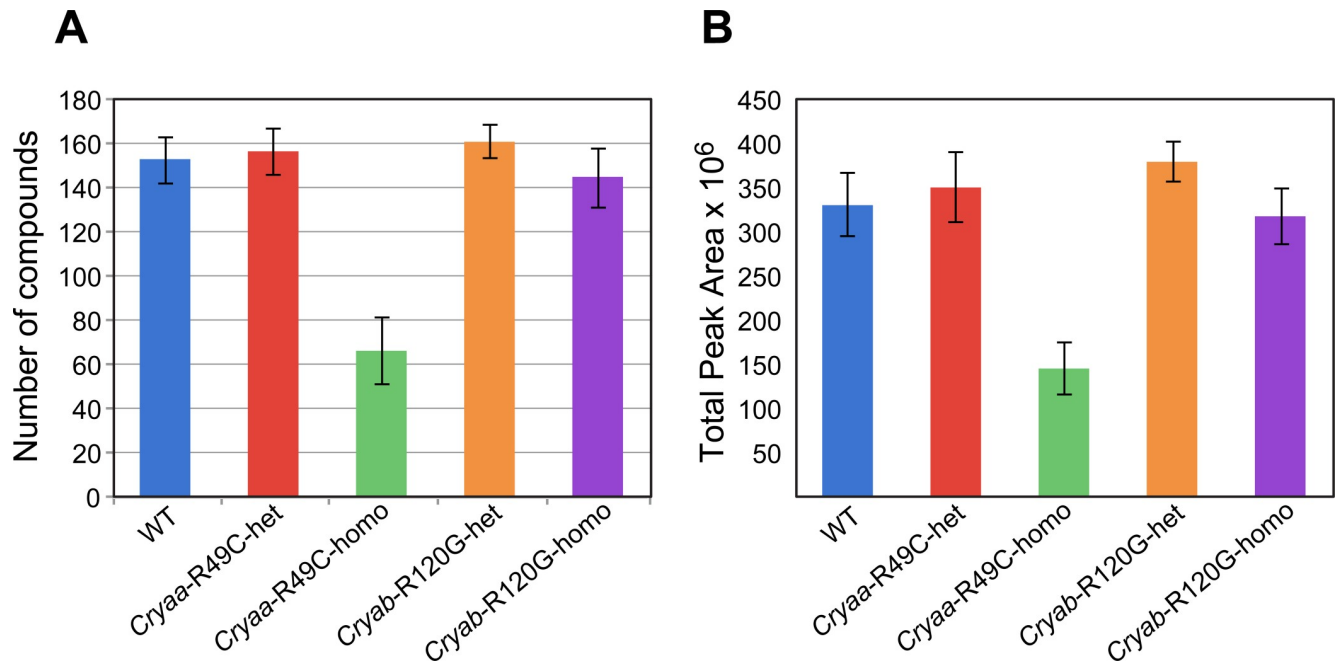 A
Number of compounds
180
160
140
120
100
80
60
40
20
0
WT
Cryaa-R49C-het
Cryaa-R49C-homo
Cryab-R120G-het
Cryab-R120G-homo
B
Total Peak Area x 10⁶
450
400
350
300
250
200
150
100
50
WT
Cryaa-R49C-het
Cryaa-R49C-homo
Cryab-R120G-het
Cryab-R120G-homo